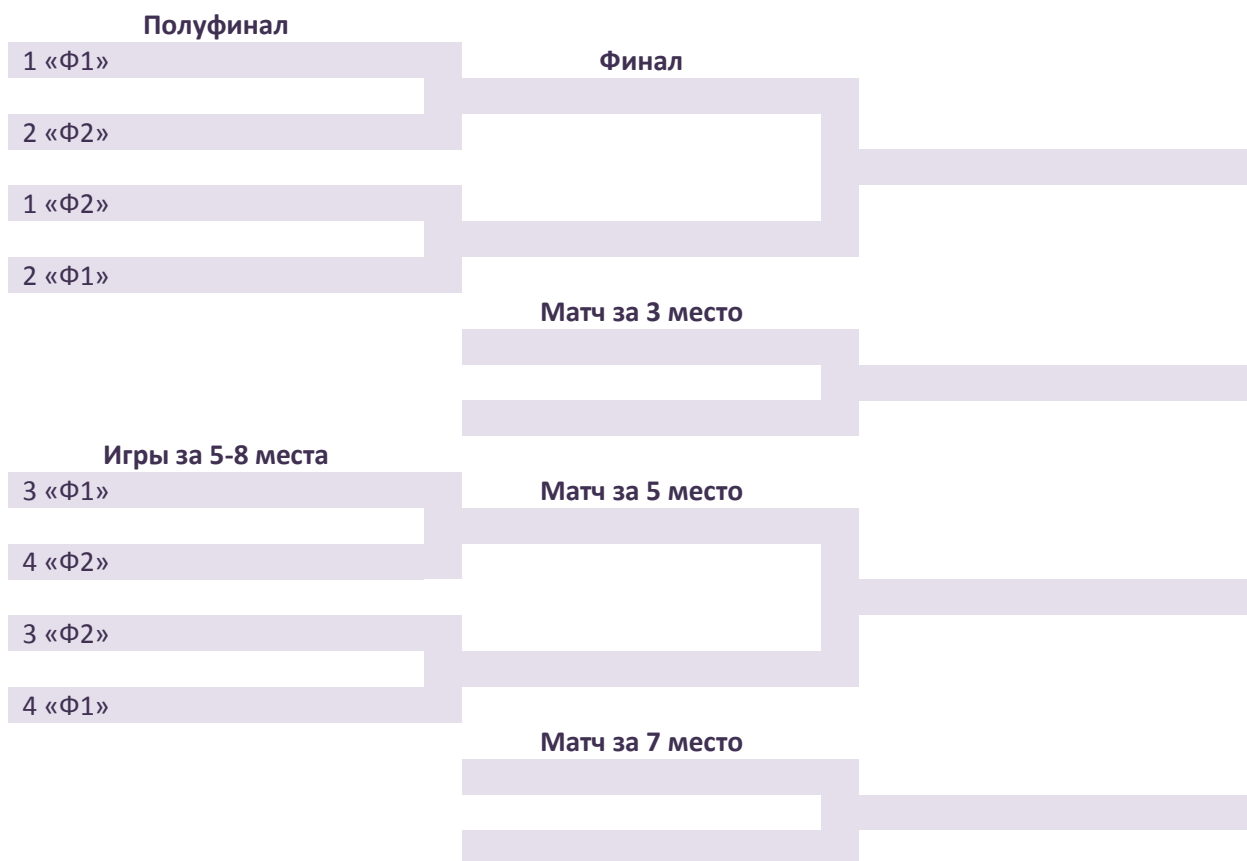 Полуфинал
1 «Ф1»
Финал
2 «Ф2»
1 «Ф2»
2 «Ф1»
Матч за 3 место
Игры за 5-8 места
3 «Ф1»
Матч за 5 место
4 «Ф2»
3 «Ф2»
4 «Ф1»
Матч за 7 место